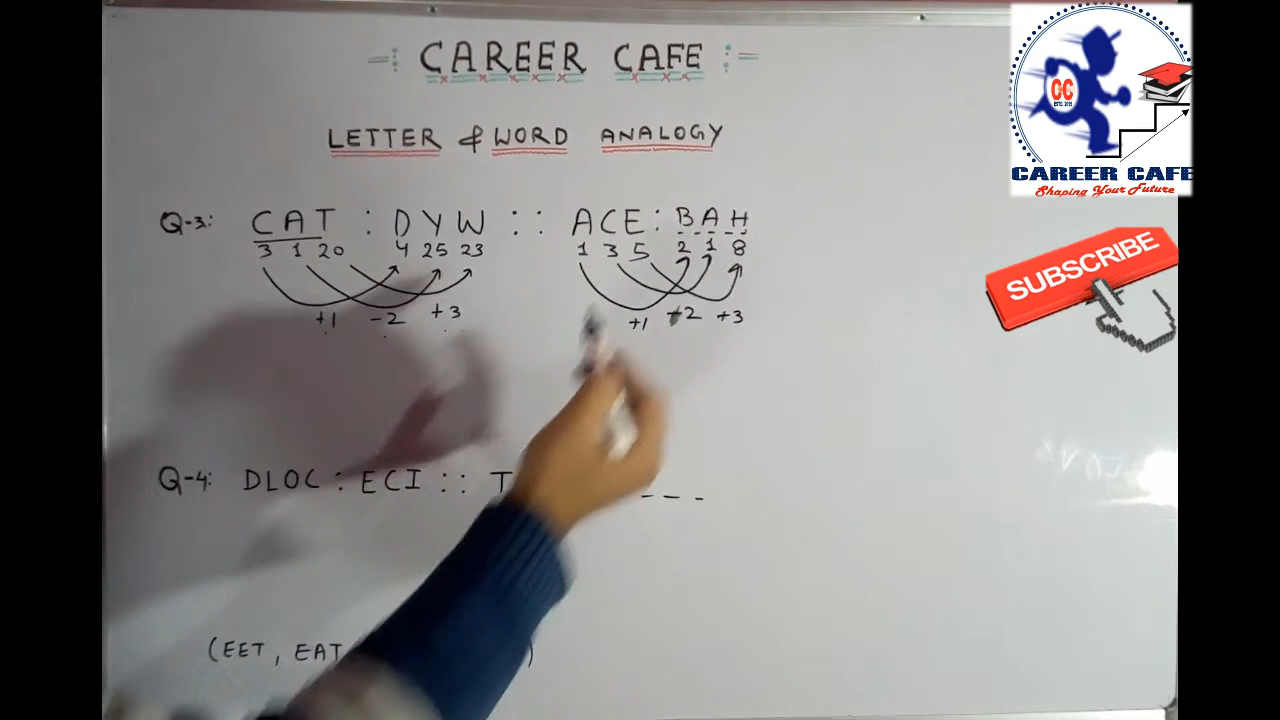 =: CAREER CAFE :=
LETTER & WORD ANALOGY
Q-3: CAT : DYW :: ACE : BAH
3 1 20 4 25 23 1 3 5 2 1 8
+1 -2 +3 +1 -2 +3
Q-4: DLOC : ECI :: T
(EET, EAT
CC
ESTD. 2015
CAREER CAFE
Shaping Your Future
SUBSCRIBE